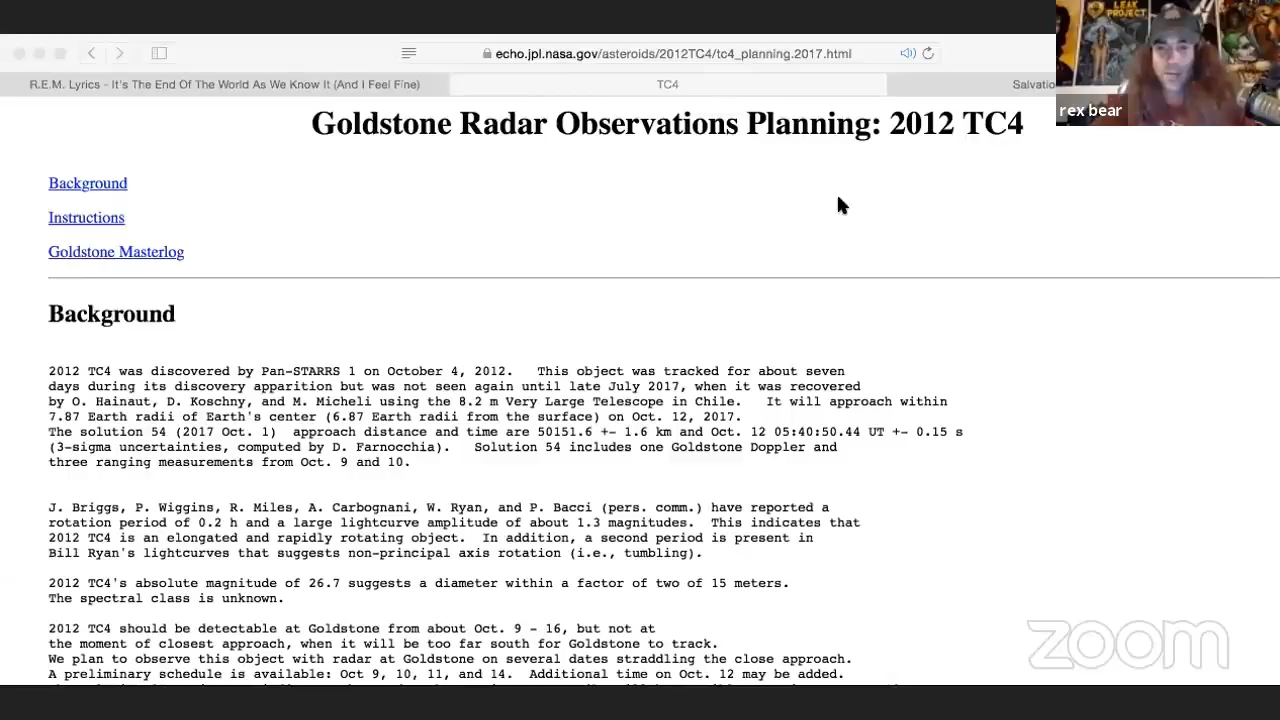 LEAK
PROJECT
echo.jpl.nasa.gov/asteroids/2012TC4/tc4_planning.2017.html
R.E.M. Lyrics - It's The End Of The World As We Know It (And I Feel Fine)
TC4
Salvatio
rex bear
Goldstone Radar Observations Planning: 2012 TC4
Background
Instructions
Goldstone Masterlog
Background
2012 TC4 was discovered by Pan-STARRS 1 on October 4, 2012. This object was tracked for about seven
days during its discovery apparition but was not seen again until late July 2017, when it was recovered
by O. Hainaut, D. Koschny, and M. Micheli using the 8.2 m Very Large Telescope in Chile. It will approach within
7.87 Earth radii of Earth's center (6.87 Earth radii from the surface) on Oct. 12, 2017.
The solution 54 (2017 Oct. 1) approach distance and time are 50151.6 +- 1.6 km and Oct. 12 05:40:50.44 UT +- 0.15 s
(3-sigma uncertainties, computed by D. Farnocchia). Solution 54 includes one Goldstone Doppler and
three ranging measurements from Oct. 9 and 10.
J. Briggs, P. Wiggins, R. Miles, A. Carbognani, W. Ryan, and P. Bacci (pers. comm.) have reported a
rotation period of 0.2 h and a large lightcurve amplitude of about 1.3 magnitudes. This indicates that
2012 TC4 is an elongated and rapidly rotating object. In addition, a second period is present in
Bill Ryan's lightcurves that suggests non-principal axis rotation (i.e., tumbling).
2012 TC4's absolute magnitude of 26.7 suggests a diameter within a factor of two of 15 meters.
The spectral class is unknown.
2012 TC4 should be detectable at Goldstone from about Oct. 9 - 16, but not at
the moment of closest approach, when it will be too far south for Goldstone to track.
We plan to observe this object with radar at Goldstone on several dates straddling the close approach.
A preliminary schedule is available: Oct 9, 10, 11, and 14. Additional time on Oct. 12 may be added.
zoom